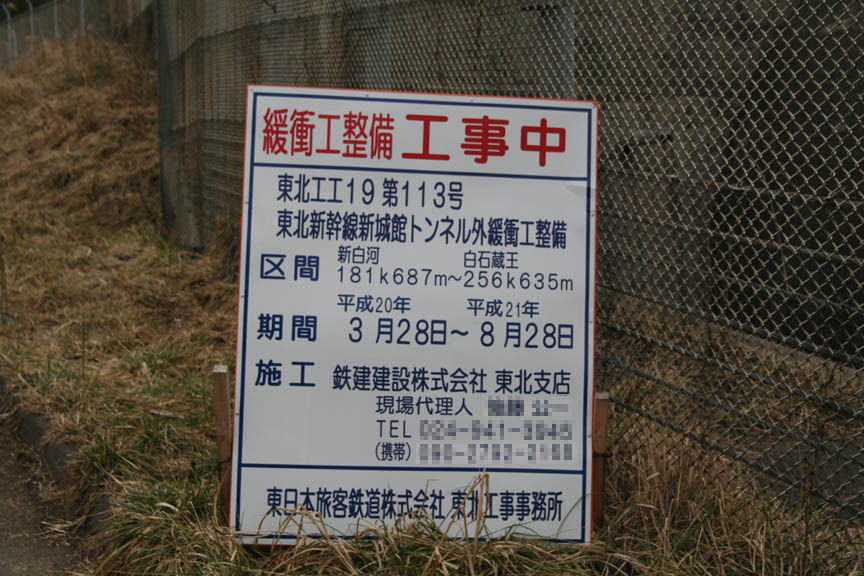 緩衝工整備 工事中
東北工工19 第113号
東北新幹線新城館トンネル外緩衝工整備
新白河 白石蔵王
区間 181k687m～256k635m
平成20年 平成21年
期間 3月28日～8月28日
施工 鉄建建設株式会社 東北支店
現場代理人
TEL
(携帯)
東日本旅客鉄道株式会社 東北工事事務所